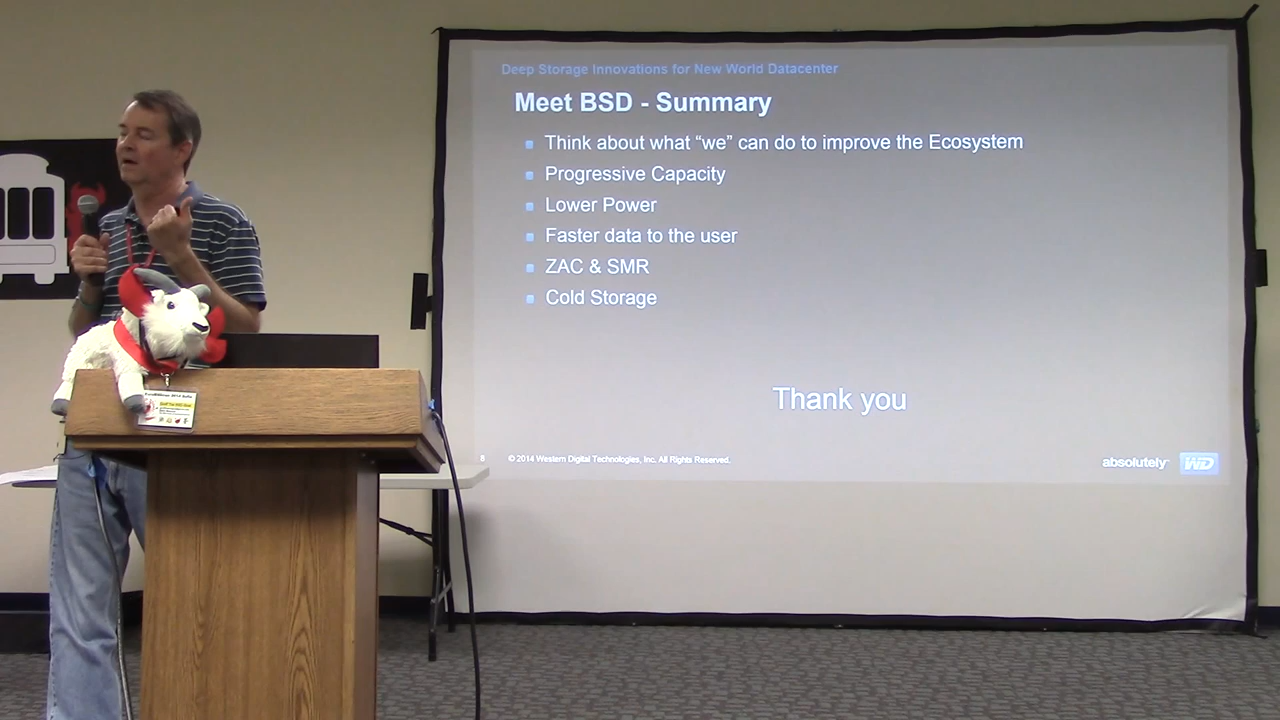 Deep Storage Innovations for New World Datacenter
Meet BSD - Summary
Think about what “we” can do to improve the Ecosystem
Progressive Capacity
Lower Power
Faster data to the user
ZAC & SMR
Cold Storage
Thank you
8 © 2014 Western Digital Technologies, Inc. All Rights Reserved.
absolutely™ WD